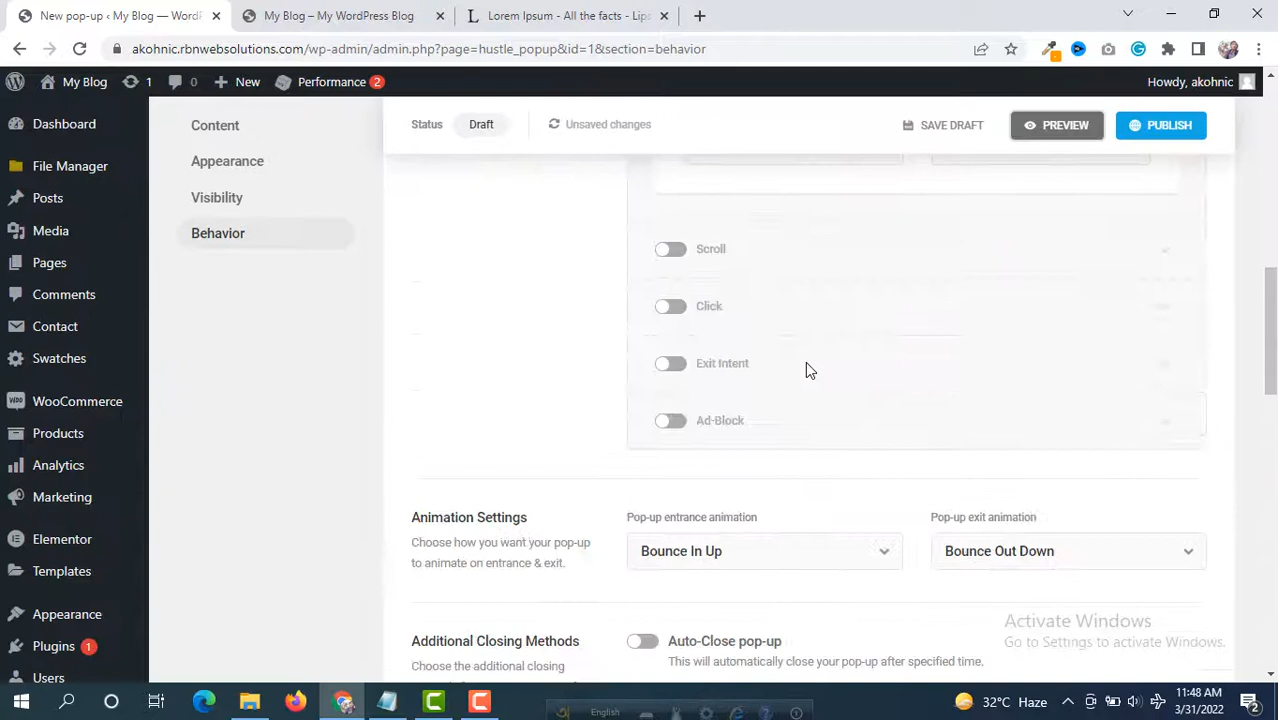 New pop-up ‹ My Blog — WordP
My Blog – My WordPress Blog
Lorem Ipsum - All the facts - Lips
akohnic.rbnwebsolutions.com/wp-admin/admin.php?page=hustle_popup&id=1&section=behavior
My Blog
1
0
New
Performance
2
Howdy, akohnic
Dashboard
File Manager
Posts
Media
Pages
Comments
Contact
Swatches
WooCommerce
Products
Analytics
Marketing
Elementor
Templates
Appearance
Plugins
1
Users
Content
Appearance
Visibility
Behavior
Status
Draft
Unsaved changes
SAVE DRAFT
PREVIEW
PUBLISH
Scroll
Click
Exit Intent
Ad-Block
Animation Settings
Choose how you want your pop-up
to animate on entrance & exit.
Pop-up entrance animation
Bounce In Up
Pop-up exit animation
Bounce Out Down
Additional Closing Methods
Choose the additional closing
Auto-Close pop-up
This will automatically close your pop-up after specified time.
Activate Windows
Go to Settings to activate Windows.
English
32°C Haze
11:48 AM
3/31/2022
2